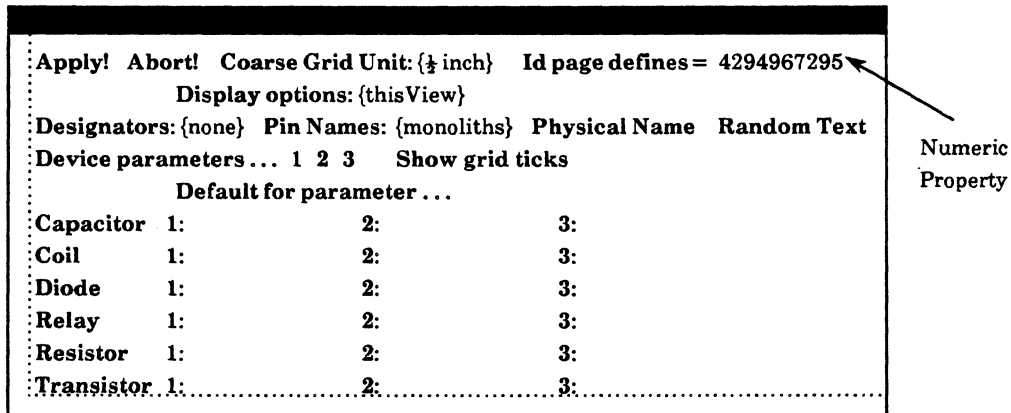 Apply! Abort! Coarse Grid Unit: {½ inch} Id page defines = 4294967295
Display options: {thisView}
Designators: {none} Pin Names: {monoliths} Physical Name Random Text
Device parameters ... 1 2 3 Show grid ticks
Numeric
Property
Default for parameter ...
Capacitor 1: 2: 3:
Coil 1: 2: 3:
Diode 1: 2: 3:
Relay 1: 2: 3:
Resistor 1: 2: 3:
Transistor 1: 2: 3: